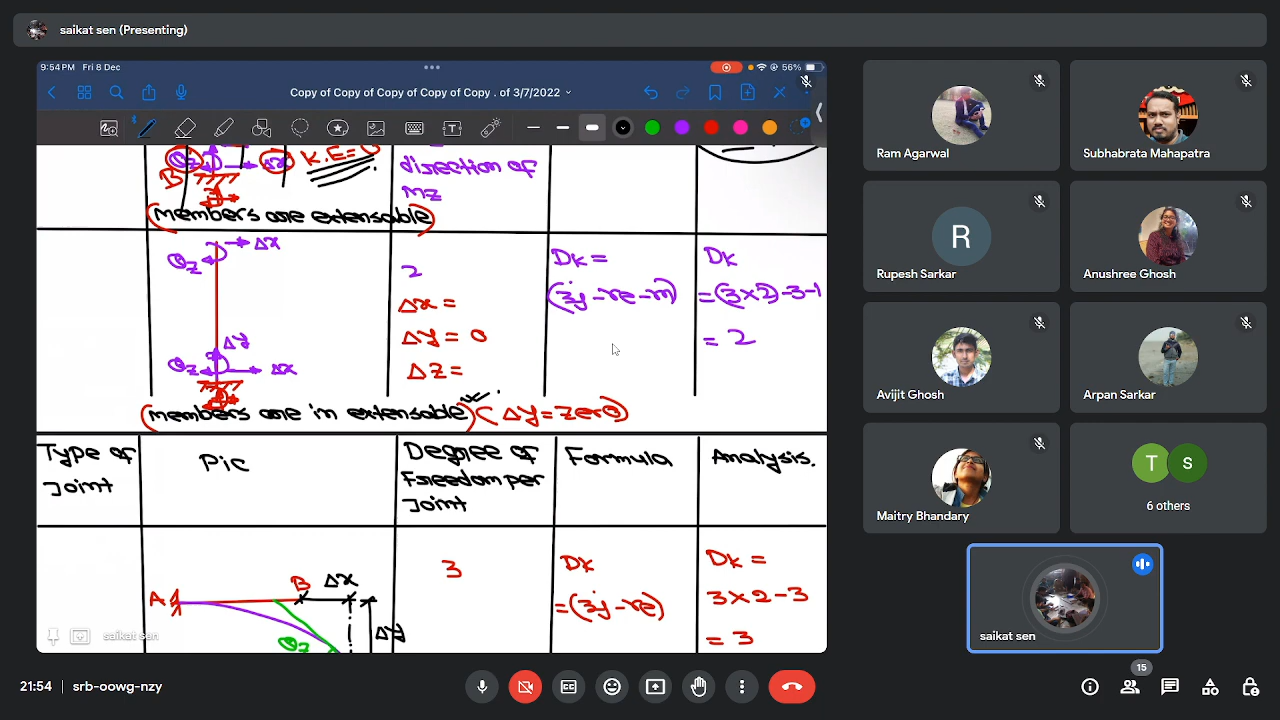 saikat sen (Presenting)
9:54 PM Fri 8 Dec
56%
Copy of Copy of Copy of Copy of Copy . of 3/7/2022
θz
Δx
K.E=0
B
direction of
Mz
(members are extensable)
Δx
θz
Δy
θz
Δx
2
Δx =
Δy = 0
Δz =
Dk =
(3j-re-m)
Dk
=(3×2)-3-1
= 2
(members are in extensable) (Δy=zero)
Type of
Joint
Pic
Degree of
Freedom per
Joint
Formula
Analysis.
A
B
Δx
Δy
θz
3
Dk
=(3j-re)
Dk =
3×2-3
= 3
saikat sen
Ram Agarwal
Subhabrata Mahapatra
R
Rupesh Sarkar
Anushree Ghosh
Avijit Ghosh
Arpan Sarkar
Maitry Bhandary
T
S
6 others
saikat sen
21:54 | srb-oowg-nzy
15